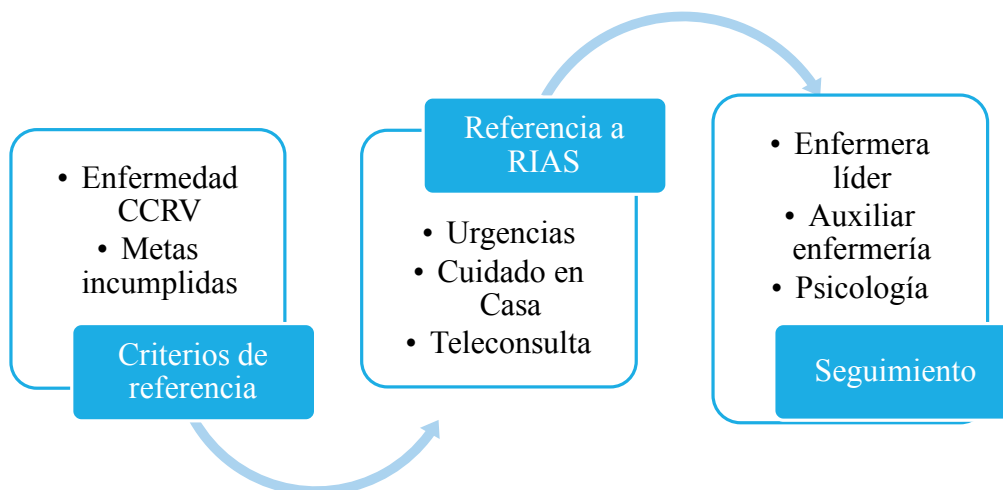 • Enfermedad
CCRV
• Metas
incumplidas
Criterios de
referencia
Referencia a
RIAS
• Urgencias
• Cuidado en
Casa
• Teleconsulta
• Enfermera
líder
• Auxiliar
enfermería
• Psicología
Seguimiento